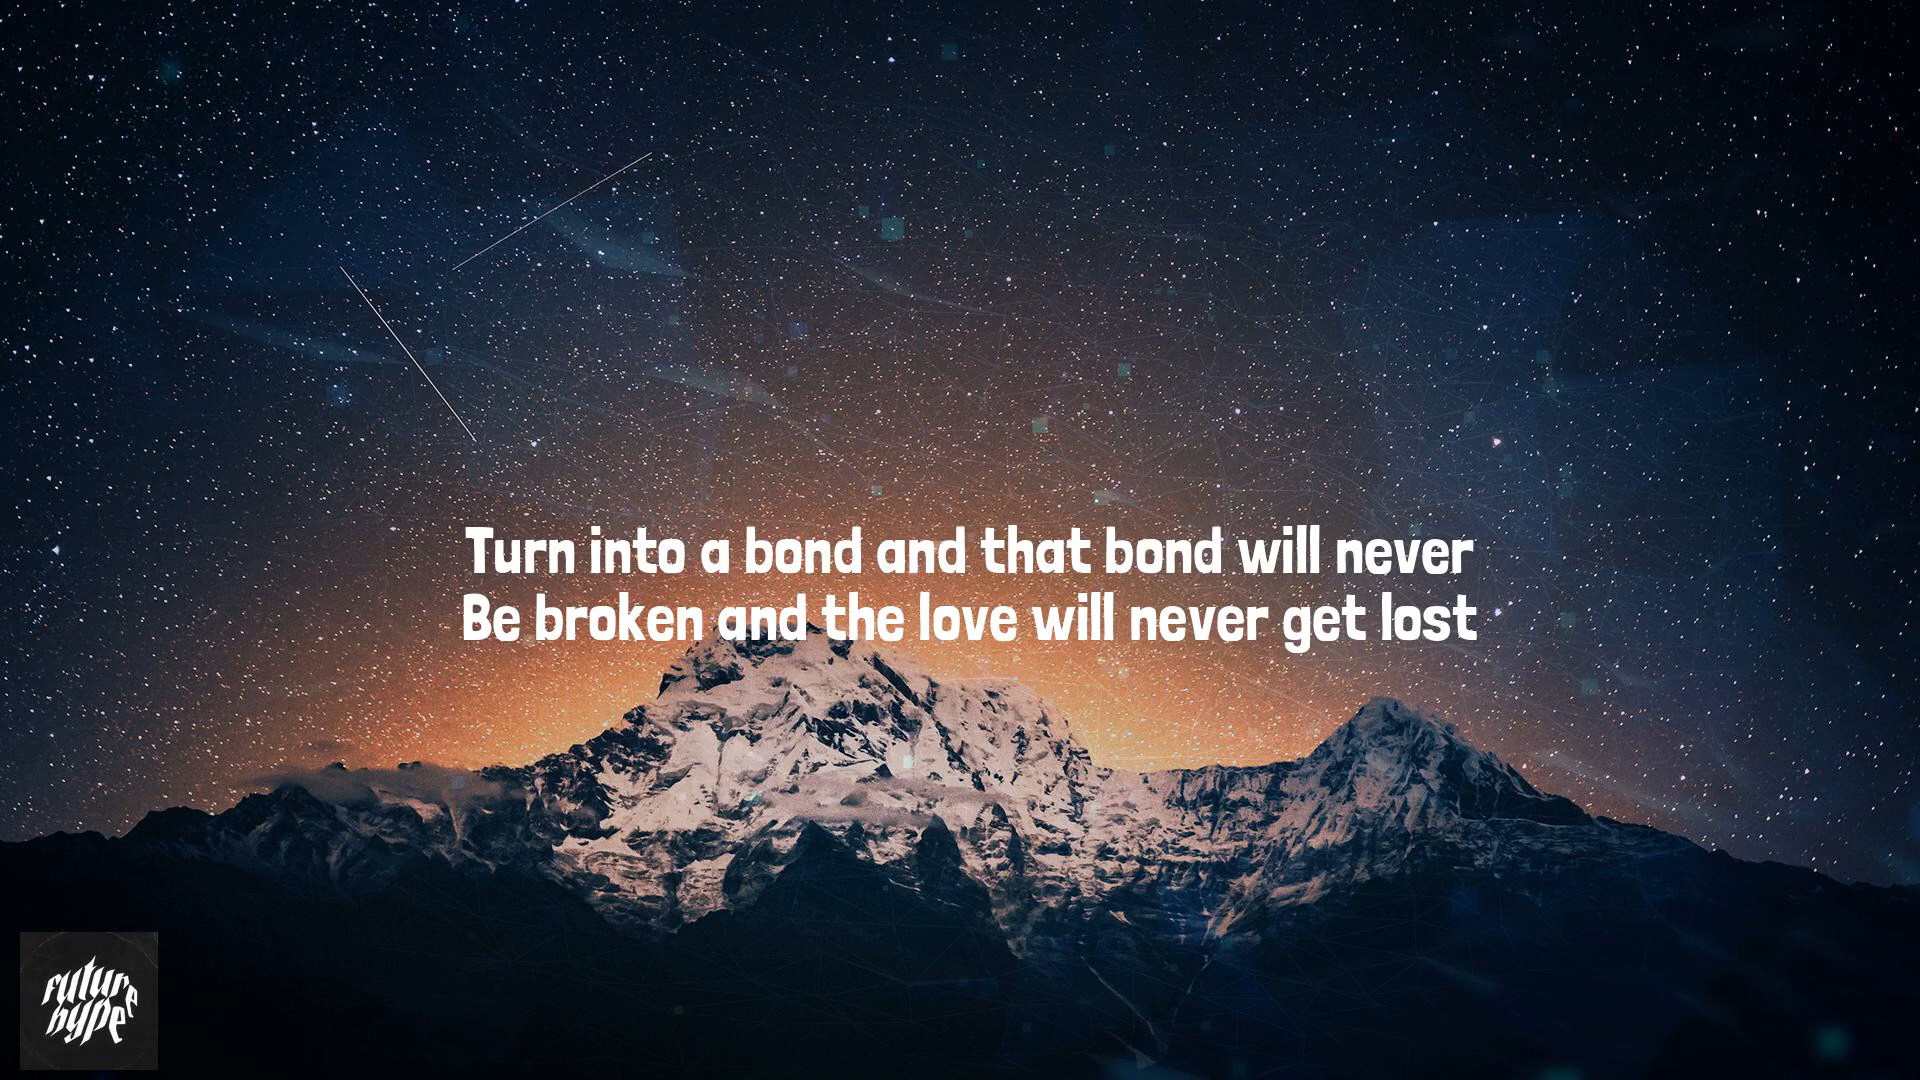 Turn into a bond and that bond will never
Be broken and the love will never get lost
future
hype